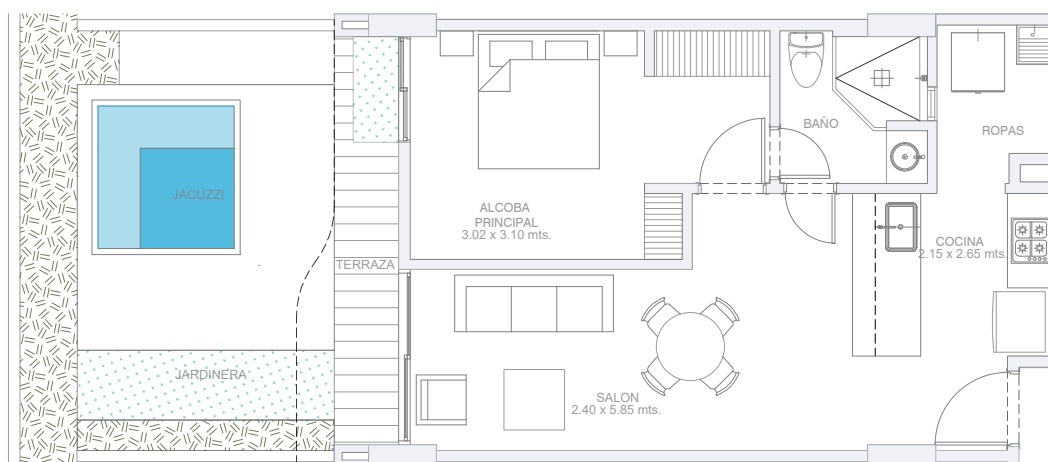 BAÑO
ROPAS
JACUZZI
ALCOBA
PRINCIPAL
3.02 x 3.10 mts.
COCINA
2.15 x 2.65 mts.
TERRAZA
JARDINERA
SALON
2.40 x 5.85 mts.